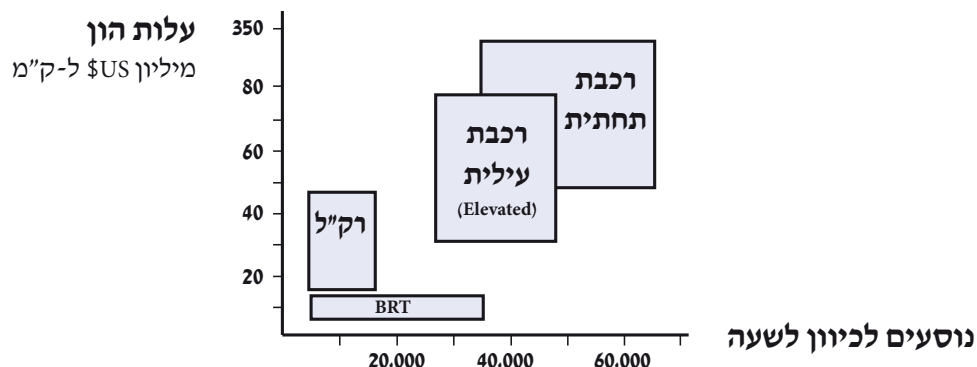 עלות הון
מיליון US$ ל-ק"מ
350
80
60
40
20
רכבת
תחתית
רכבת
עילית
(Elevated)
רק"ל
BRT
20,000
40,000
60,000
נוסעים לכיוון לשעה